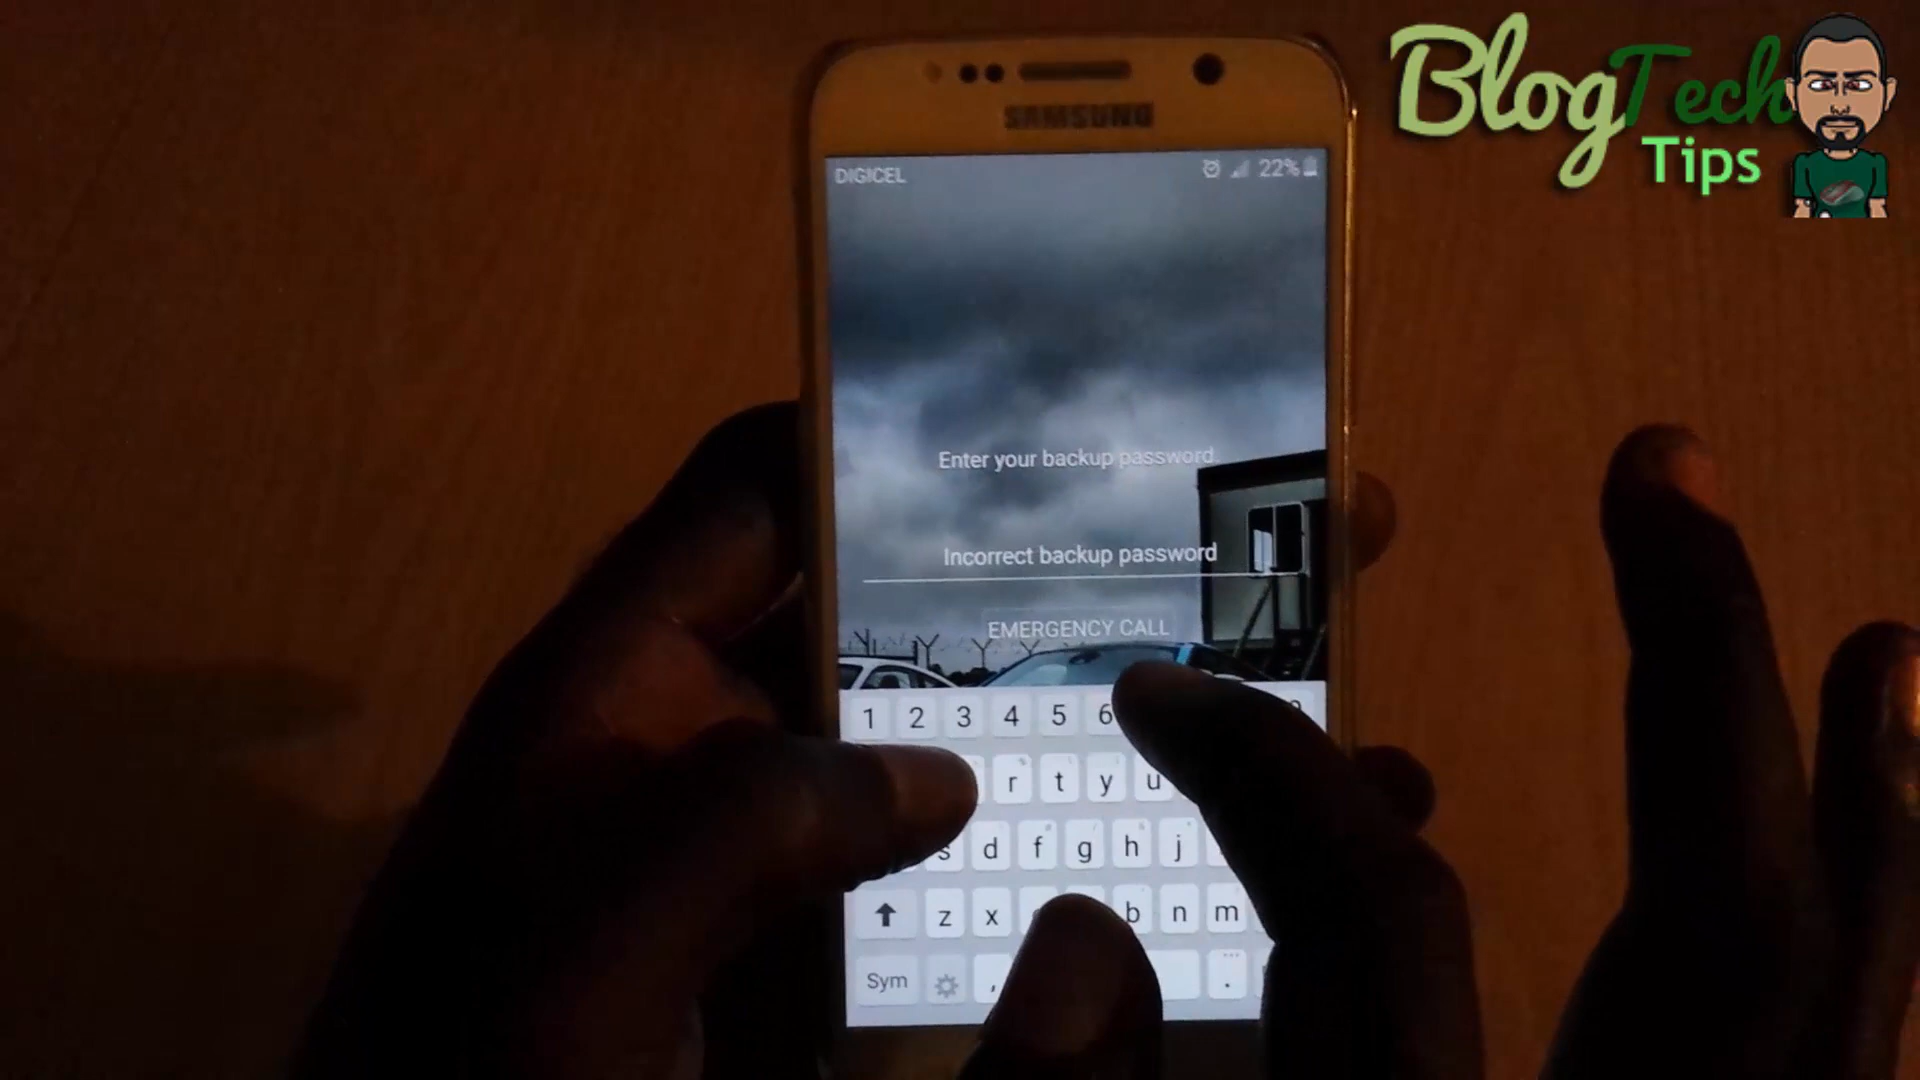 BlogTech
Tips
SAMSUNG
DIGICEL
22%
Enter your backup password.
Incorrect backup password
EMERGENCY CALL
1 2 3 4 5 6
r t y u
s d f g h j
z x b n m
Sym , .